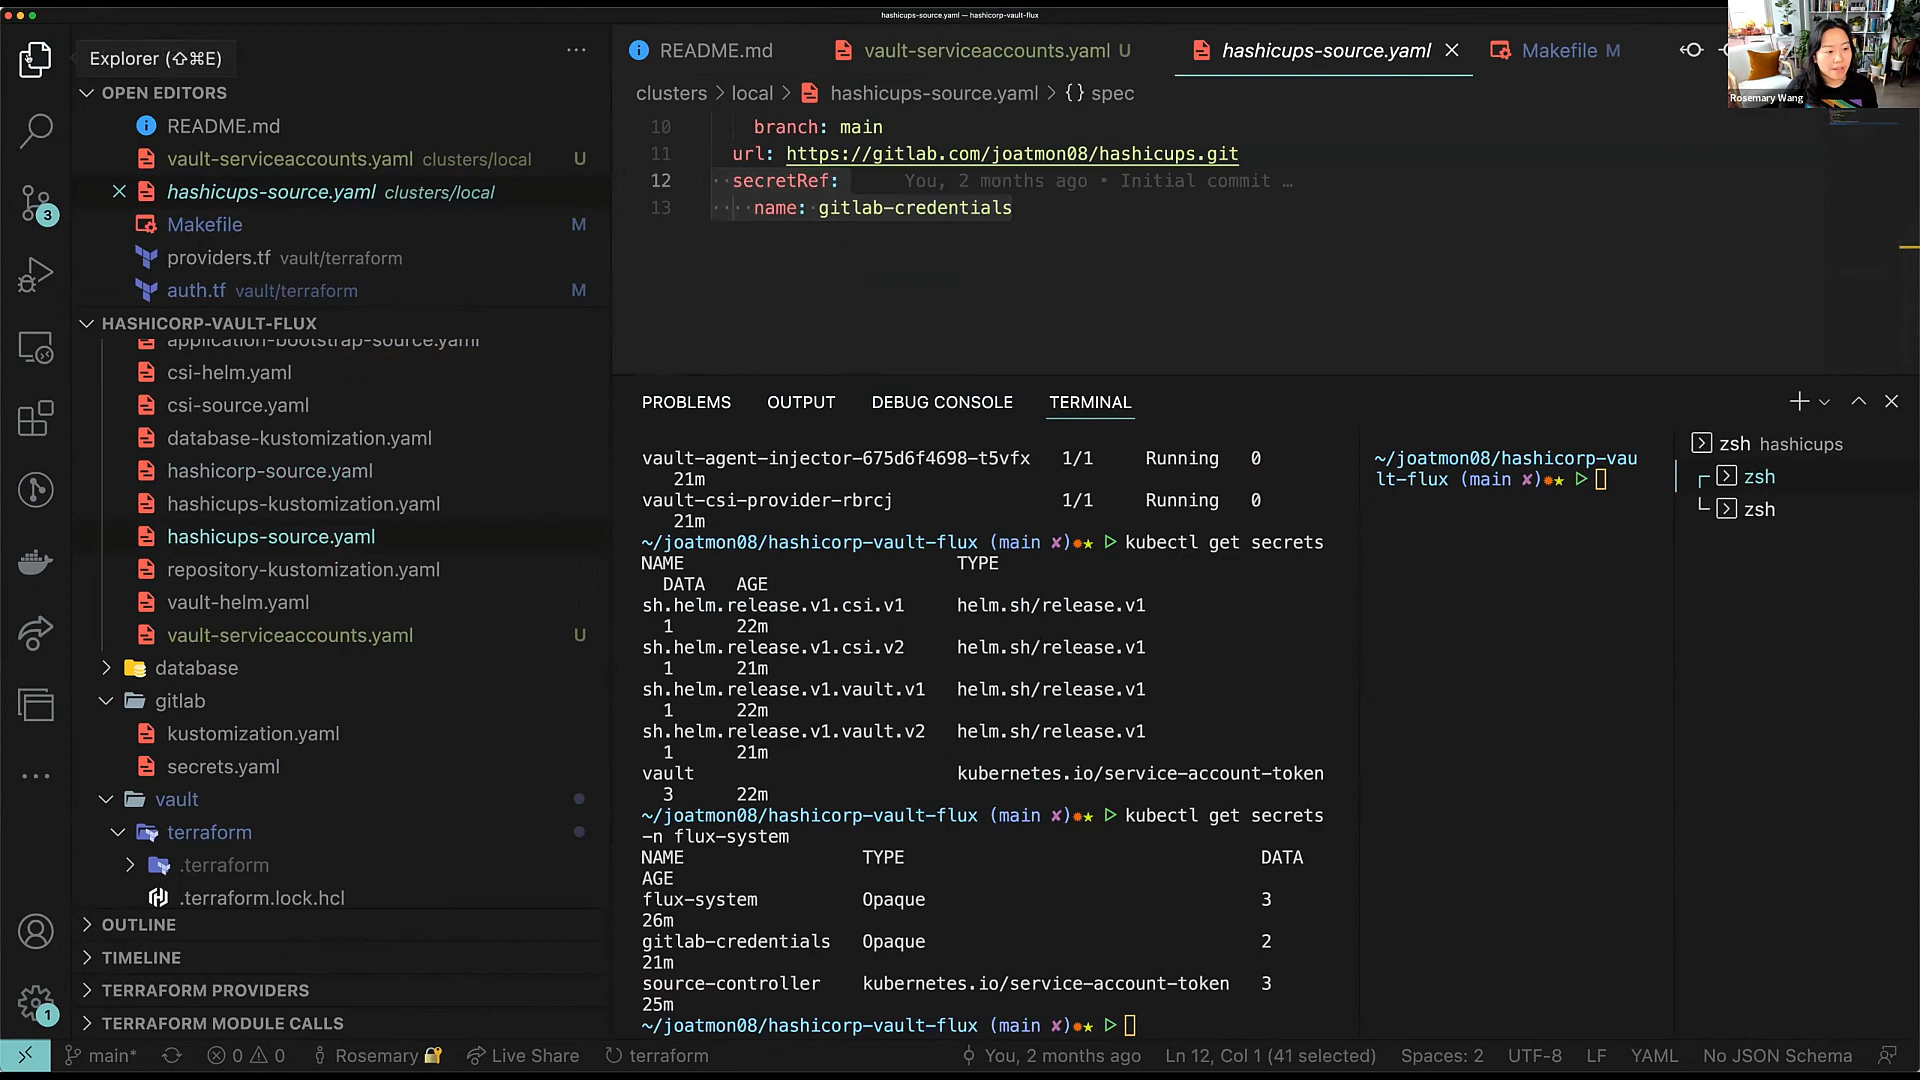 hashicups-source.yaml — hashicorp-vault-flux
Explorer (⇧⌘E)
OPEN EDITORS
README.md
vault-serviceaccounts.yaml clusters/local U
hashicups-source.yaml clusters/local
Makefile M
providers.tf vault/terraform
auth.tf vault/terraform M
HASHICORP-VAULT-FLUX
application-bootstrap-source.yaml
csi-helm.yaml
csi-source.yaml
database-kustomization.yaml
hashicorp-source.yaml
hashicups-kustomization.yaml
hashicups-source.yaml
repository-kustomization.yaml
vault-helm.yaml
vault-serviceaccounts.yaml U
database
gitlab
kustomization.yaml
secrets.yaml
vault
terraform
.terraform
.terraform.lock.hcl
OUTLINE
TIMELINE
TERRAFORM PROVIDERS
TERRAFORM MODULE CALLS
3
1
README.md
vault-serviceaccounts.yaml U
hashicups-source.yaml
Makefile M
Rosemary Wang
clusters > local > hashicups-source.yaml > {} spec
10 branch: main
11 url: https://gitlab.com/joatmon08/hashicups.git
12 secretRef: You, 2 months ago • Initial commit …
13 name: gitlab-credentials
PROBLEMS OUTPUT DEBUG CONSOLE TERMINAL
vault-agent-injector-675d6f4698-t5vfx 1/1 Running 0
21m
vault-csi-provider-rbrcj 1/1 Running 0
21m
~/joatmon08/hashicorp-vault-flux (main ✘)✹★ ▷ kubectl get secrets
NAME TYPE
DATA AGE
sh.helm.release.v1.csi.v1 helm.sh/release.v1
1 22m
sh.helm.release.v1.csi.v2 helm.sh/release.v1
1 21m
sh.helm.release.v1.vault.v1 helm.sh/release.v1
1 22m
sh.helm.release.v1.vault.v2 helm.sh/release.v1
1 21m
vault kubernetes.io/service-account-token
3 22m
~/joatmon08/hashicorp-vault-flux (main ✘)✹★ ▷ kubectl get secrets
-n flux-system
NAME TYPE DATA
AGE
flux-system Opaque 3
26m
gitlab-credentials Opaque 2
21m
source-controller kubernetes.io/service-account-token 3
25m
~/joatmon08/hashicorp-vault-flux (main ✘)✹★ ▷
~/joatmon08/hashicorp-vau
lt-flux (main ✘)✹★ ▷
zsh hashicups
zsh
zsh
main* 0 0 Rosemary Live Share terraform You, 2 months ago Ln 12, Col 1 (41 selected) Spaces: 2 UTF-8 LF YAML No JSON Schema